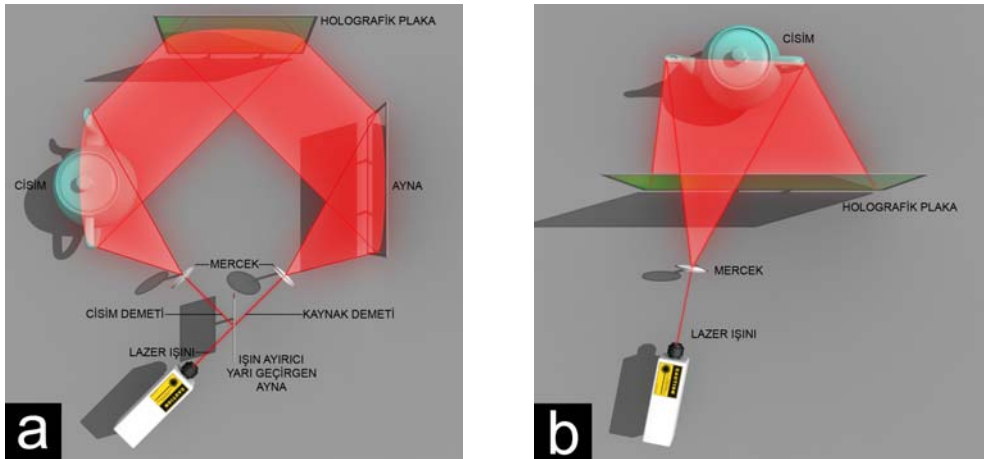 HOLOGRAFİK PLAKA
CİSİM
AYNA
MERCEK
CİSİM DEMETİ
KAYNAK DEMETİ
LAZER IŞINI
IŞIN AYIRICI
YARI GEÇİRGEN
AYNA
a
CİSİM
HOLOGRAFİK PLAKA
MERCEK
LAZER IŞINI
b